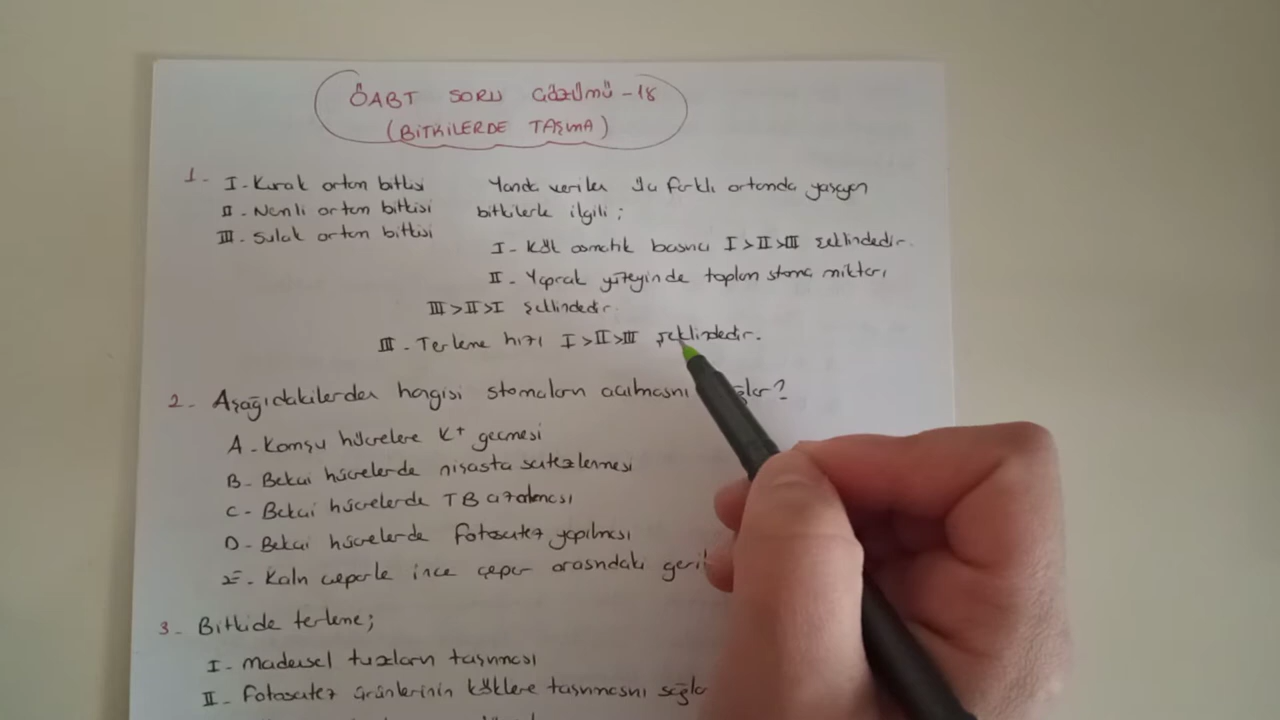 ÖABT SORU ÇÖZÜMÜ - 18
(BİTKİLERDE TAŞIMA)
1- I - Kurak ortam bitkisi
II - Nemli ortam bitkisi
III - Sulak ortam bitkisi
Yanda verilen üç farklı ortamda yaşayan
bitkilerle ilgili ;
I - Kök osmotik basıncı I > II > III şeklindedir.
II - Yaprak yüzeyinde toplam stoma miktarı
III > II > I şeklindedir.
III - Terleme hızı I > II > III şeklindedir.
2- Aşağıdakilerden hangisi stomaların açılmasını
A - Komşu hücrelere K+ geçmesi
B - Bekçi hücrelerde nişasta sentezlenmesi
C - Bekçi hücrelerde TB azalması
D - Bekçi hücrelerde fotosentez yapılması
E - Kalın çeperle ince çeper arasındaki
3- Bitkide terleme;
I - madensel tuzların taşınması
II - fotosentez ürünlerinin köklere taşınmasını